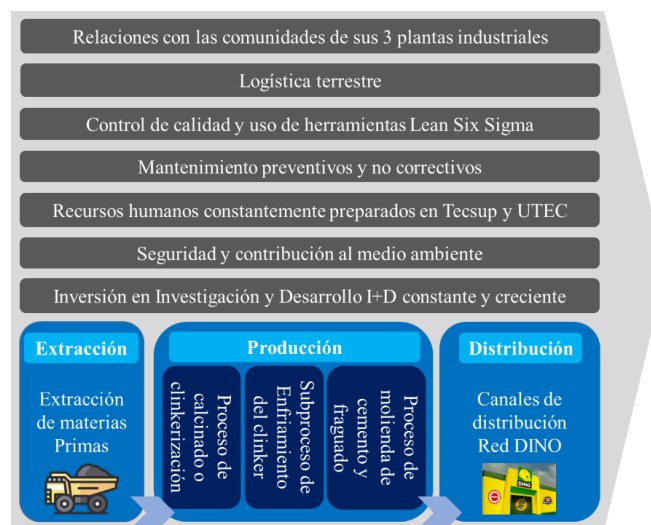 Relaciones con las comunidades de sus 3 plantas industriales
Logística terrestre
Control de calidad y uso de herramientas Lean Six Sigma
Mantenimiento preventivos y no correctivos
Recursos humanos constantemente preparados en Tecsup y UTEC
Seguridad y contribución al medio ambiente
Inversión en Investigación y Desarrollo I+D constante y creciente
Extracción
Extracción
de materias
Primas
Producción
Proceso de
calcinado o
clinkerización
Subproceso de
Enfriamiento
del clinker
Proceso de
molienda de
cemento y
fraguado
Distribución
Canales de
distribución
Red DINO
DINO